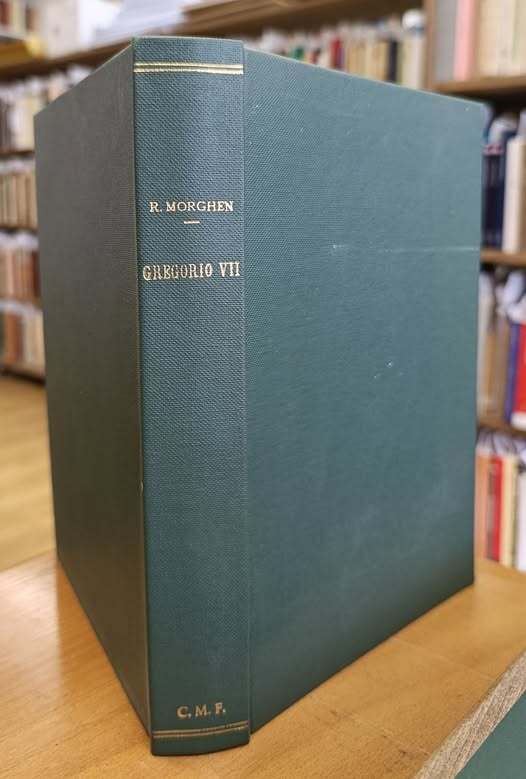 R. MORGHEN
GREGORIO VII
C. M. F.